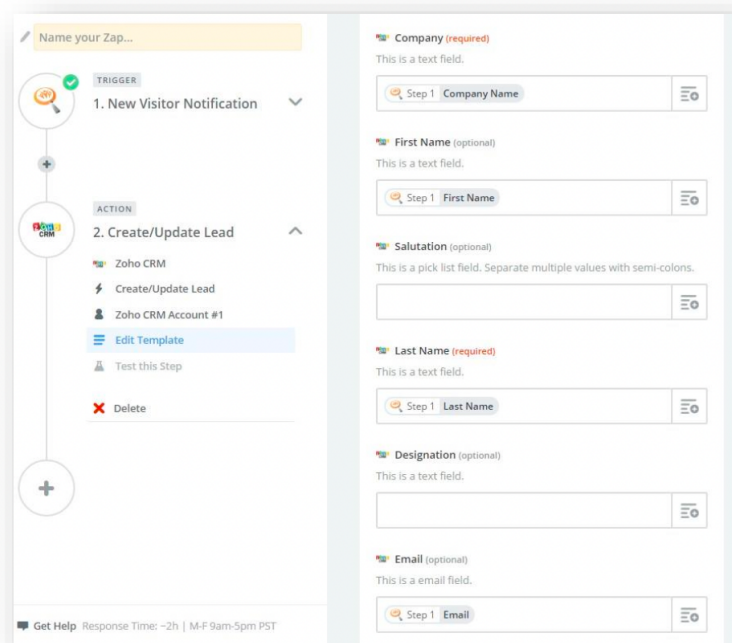 Name your Zap...
TRIGGER
1. New Visitor Notification
ACTION
2. Create/Update Lead
ZOHO
CRM
Zoho CRM
Create/Update Lead
Zoho CRM Account #1
Edit Template
Test this Step
Delete
Get Help Response Time: ~2h | M-F 9am-5pm PST
Company (required)
This is a text field.
Step 1 Company Name
First Name (optional)
This is a text field.
Step 1 First Name
Salutation (optional)
This is a pick list field. Separate multiple values with semi-colons.
Last Name (required)
This is a text field.
Step 1 Last Name
Designation (optional)
This is a text field.
Email (optional)
This is a email field.
Step 1 Email